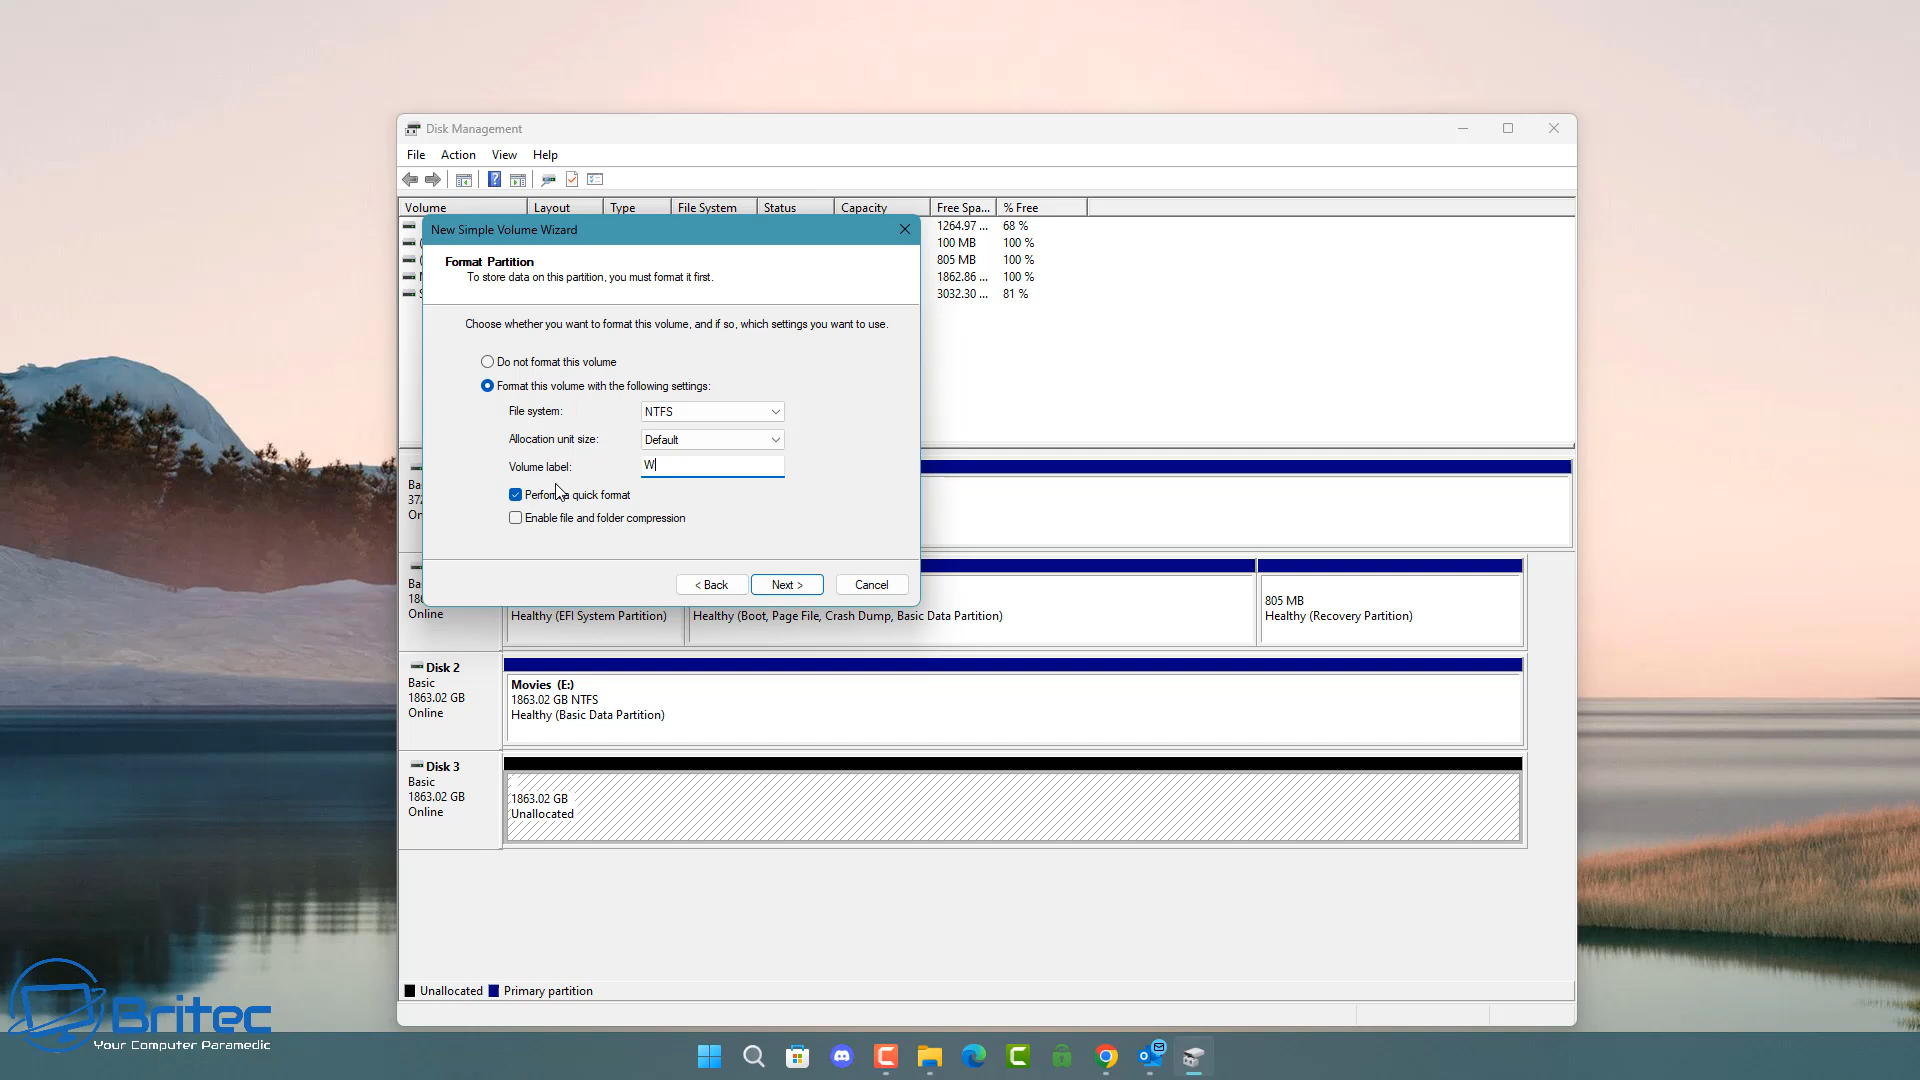 Disk Management
File Action View Help
Volume Layout Type File System Status Capacity Free Spa... % Free
1264.97 ... 68 %
100 MB 100 %
805 MB 100 %
1862.86 ... 100 %
3032.30 ... 81 %
New Simple Volume Wizard
Format Partition
To store data on this partition, you must format it first.
Choose whether you want to format this volume, and if so, which settings you want to use.
Do not format this volume
Format this volume with the following settings:
File system: NTFS
Allocation unit size: Default
Volume label: W
Perform a quick format
Enable file and folder compression
< Back Next > Cancel
Online
Healthy (EFI System Partition)
Healthy (Boot, Page File, Crash Dump, Basic Data Partition)
805 MB
Healthy (Recovery Partition)
Disk 2
Basic
1863.02 GB
Online
Movies (E:)
1863.02 GB NTFS
Healthy (Basic Data Partition)
Disk 3
Basic
1863.02 GB
Online
1863.02 GB
Unallocated
Unallocated Primary partition
Britec
Your Computer Paramedic